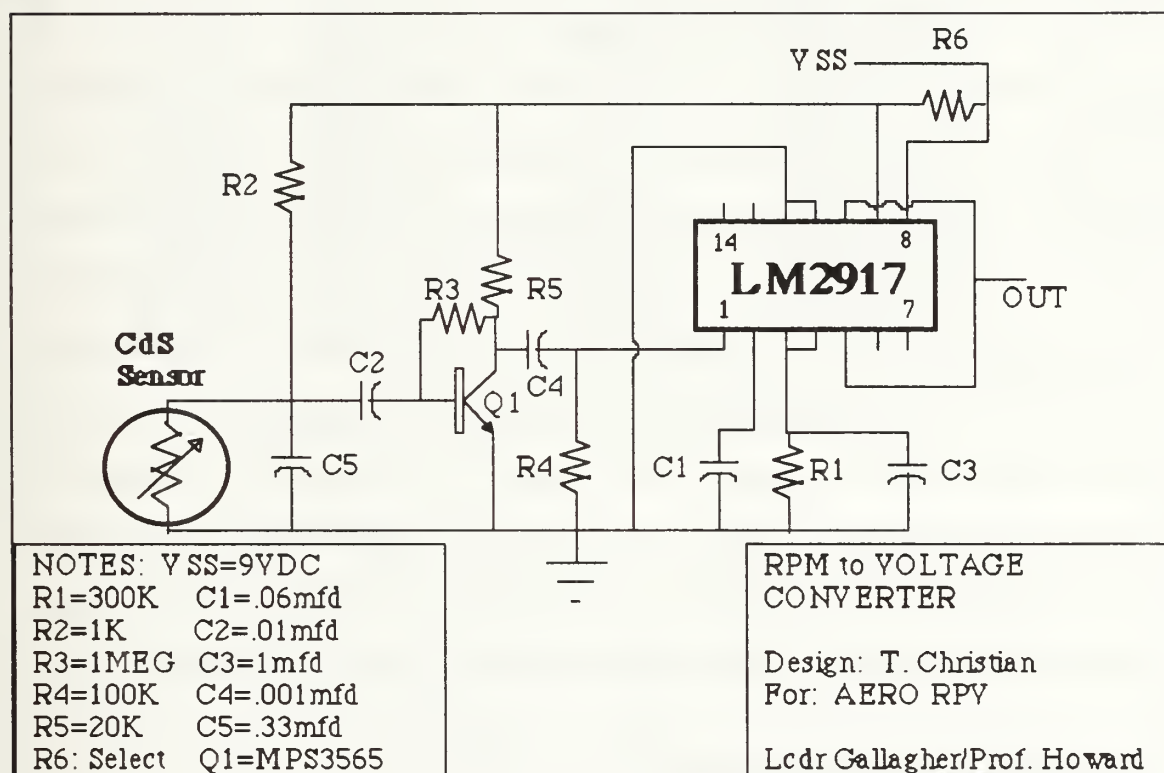 R6
VSS
R2
14
8
LM2917
1
7
OUT
R3
R5
CdS
Sensor
C2
C4
Q1
C5
R4
C1
R1
C3
NOTES: VSS=9VDC
R1=300K C1=.06mfd
R2=1K C2=.01mfd
R3=1MEG C3=1mfd
R4=100K C4=.001mfd
R5=20K C5=.33mfd
R6: Select Q1=MPS3565
RPM to VOLTAGE
CONVERTER
Design: T. Christian
For: AERO RPV
Lcdr Gallagher/Prof. Howard